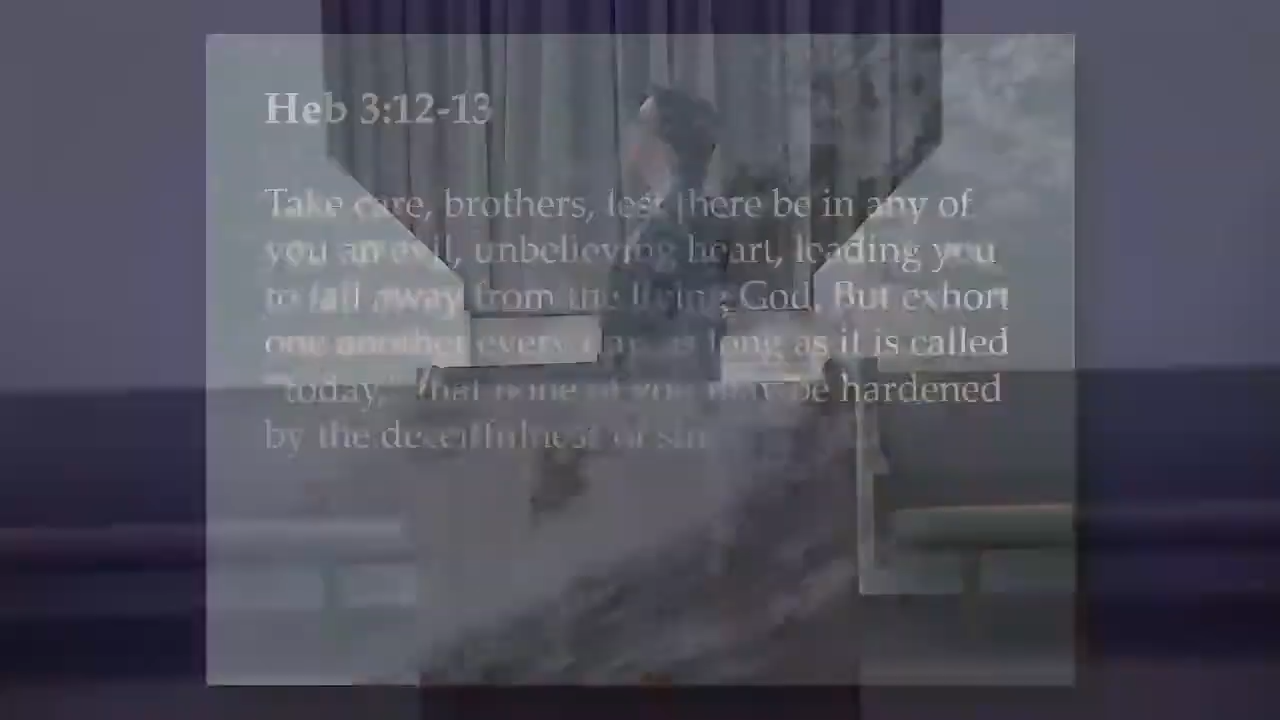 Heb 3:12-13
Take care, brothers, lest there be in any of
you an evil, unbelieving heart, leading you
to fall away from the living God. But exhort
one another every day, as long as it is called
"today," that none of you may be hardened
by the deceitfulness of sin.